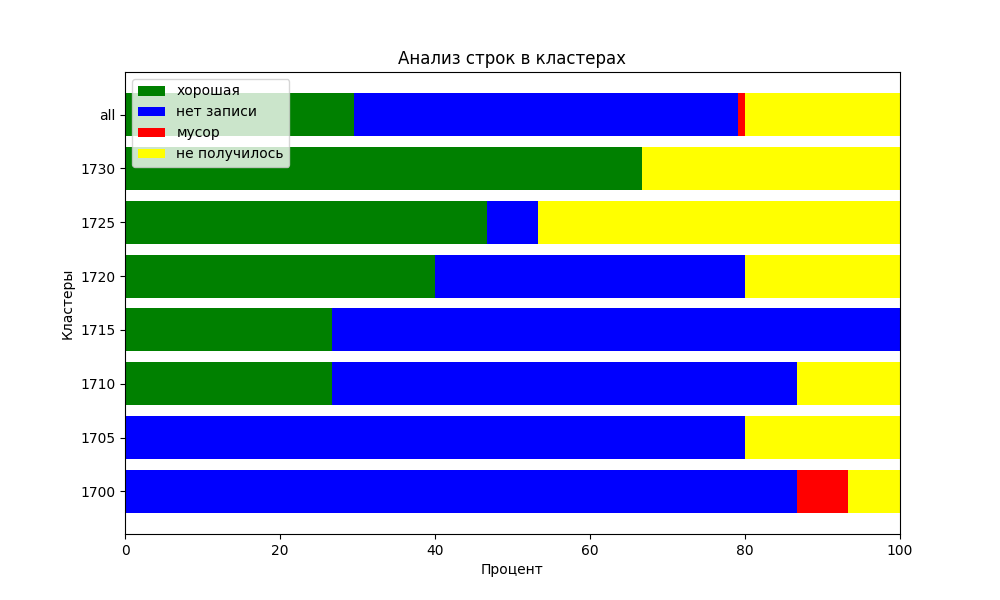 Анализ строк в кластерах
хорошая
нет записи
мусор
не получилось
Кластеры
all
1730
1725
1720
1715
1710
1705
1700
0 20 40 60 80 100
Процент